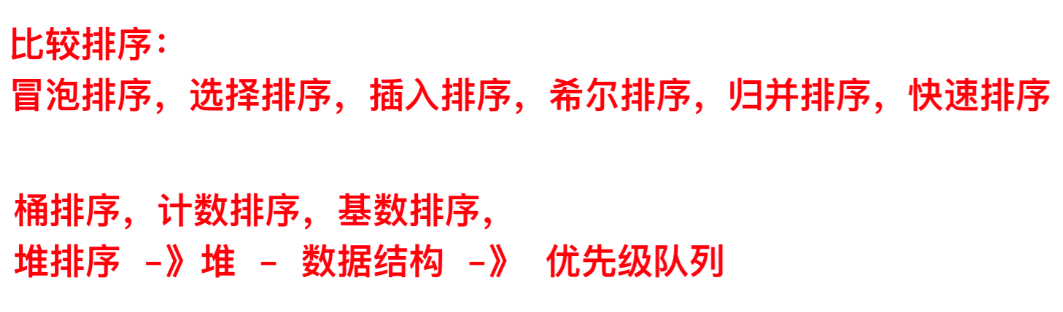 比较排序：
冒泡排序，选择排序，插入排序，希尔排序，归并排序，快速排序
桶排序，计数排序，基数排序，
堆排序 -》堆 - 数据结构 -》 优先级队列